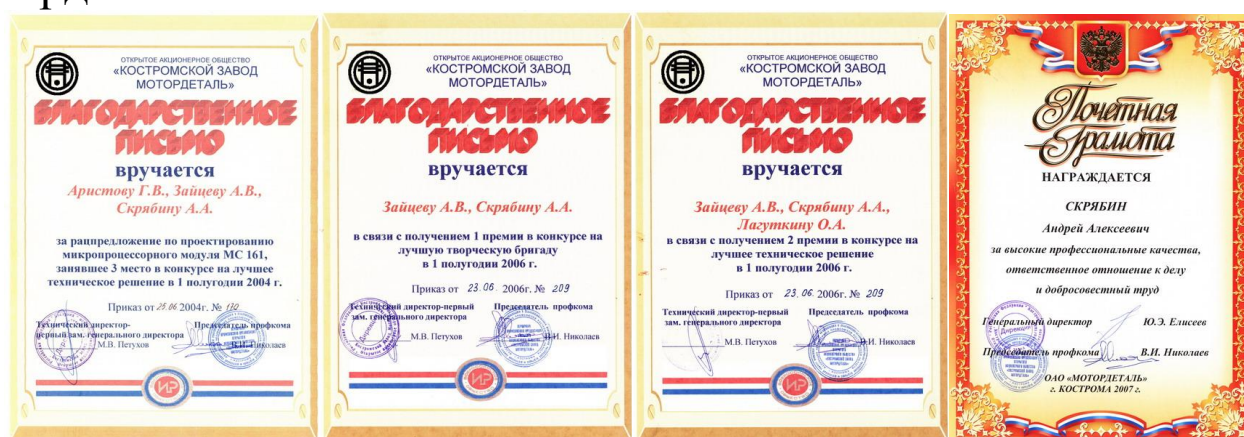 ОТКРЫТОЕ АКЦИОНЕРНОЕ ОБЩЕСТВО
«КОСТРОМСКОЙ ЗАВОД
МОТОРДЕТАЛЬ»
БЛАГОДАРСТВЕННОЕ
ПИСЬМО
вручается
Аристову Г.В., Зайцеву А.В.,
Скрябину А.А.
за рацпредложение по проектированию
микропроцессорного модуля МС 161,
занявшее 3 место в конкурсе на лучшее
техническое решение в 1 полугодии 2004 г.
Приказ от 25.06 2004г. № 170
Технический директор-
первый зам. генерального директора
Председатель профкома
М.В. Петухов
В.И. Николаев
ИР
ОТКРЫТОЕ АКЦИОНЕРНОЕ ОБЩЕСТВО
«КОСТРОМСКОЙ ЗАВОД
МОТОРДЕТАЛЬ»
БЛАГОДАРСТВЕННОЕ
ПИСЬМО
вручается
Зайцеву А.В., Скрябину А.А.
в связи с получением 1 премии в конкурсе на
лучшую творческую бригаду
в 1 полугодии 2006 г.
Приказ от 23.06. 2006г. № 209
Технический директор-первый
зам. генерального директора
Председатель профкома
М.В. Петухов
В.И. Николаев
ИР
ОТКРЫТОЕ АКЦИОНЕРНОЕ ОБЩЕСТВО
«КОСТРОМСКОЙ ЗАВОД
МОТОРДЕТАЛЬ»
БЛАГОДАРСТВЕННОЕ
ПИСЬМО
вручается
Зайцеву А.В., Скрябину А.А.,
Лагуткину О.А.
в связи с получением 2 премии в конкурсе на
лучшее техническое решение
в 1 полугодии 2006 г.
Приказ от 23.06. 2006г. № 209
Технический директор-первый
зам. генерального директора
Председатель профкома
М.В. Петухов
В.И. Николаев
ИР
Почетная
Грамота
НАГРАЖДАЕТСЯ
СКРЯБИН
Андрей Алексеевич
за высокие профессиональные качества,
ответственное отношение к делу
и добросовестный труд
Генеральный директор Ю.Э. Елисеев
Председатель профкома В.И. Николаев
ОАО «МОТОРДЕТАЛЬ»
г. КОСТРОМА 2007 г.